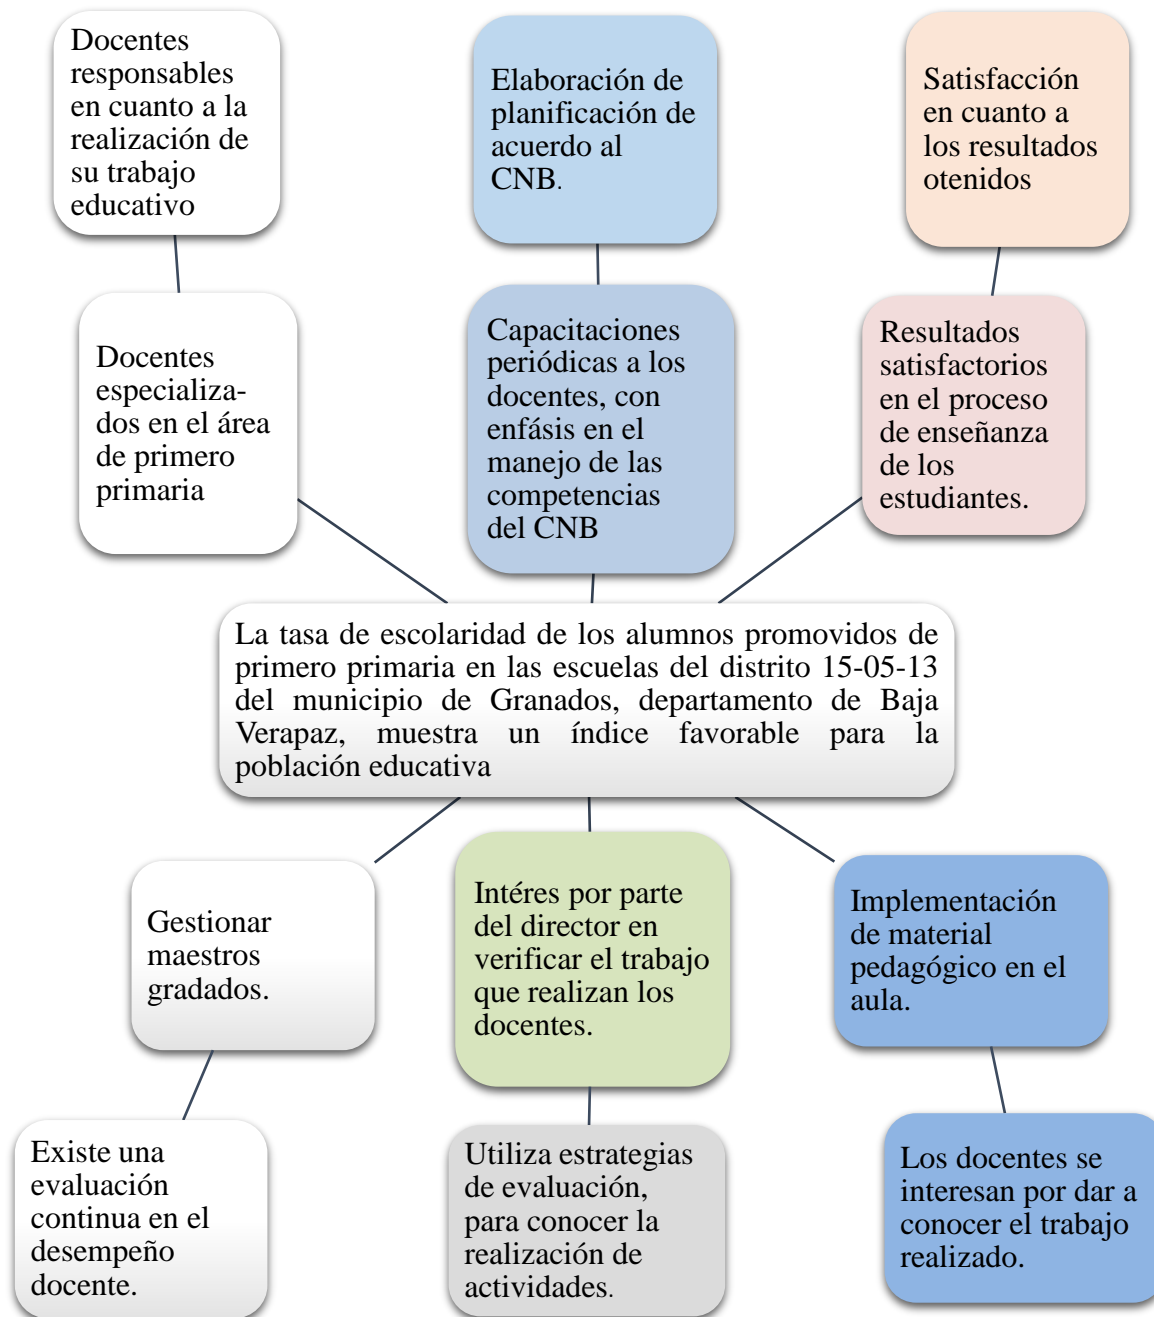 Docentes
responsables
en cuanto a la
realización de
su trabajo
educativo
Elaboración de
planificación de
acuerdo al
CNB.
Satisfacción
en cuanto a
los resultados
otenidos
Docentes
especializa-
dos en el área
de primero
primaria
Capacitaciones
periódicas a los
docentes, con
enfásis en el
manejo de las
competencias
del CNB
Resultados
satisfactorios
en el proceso
de enseñanza
de los
estudiantes.
La tasa de escolaridad de los alumnos promovidos de
primero primaria en las escuelas del distrito 15-05-13
del municipio de Granados, departamento de Baja
Verapaz, muestra un índice favorable para la
población educativa
Gestionar
maestros
gradados.
Intéres por parte
del director en
verificar el trabajo
que realizan los
docentes.
Implementación
de material
pedagógico en el
aula.
Existe una
evaluación
continua en el
desempeño
docente.
Utiliza estrategias
de evaluación,
para conocer la
realización de
actividades.
Los docentes se
interesan por dar a
conocer el trabajo
realizado.